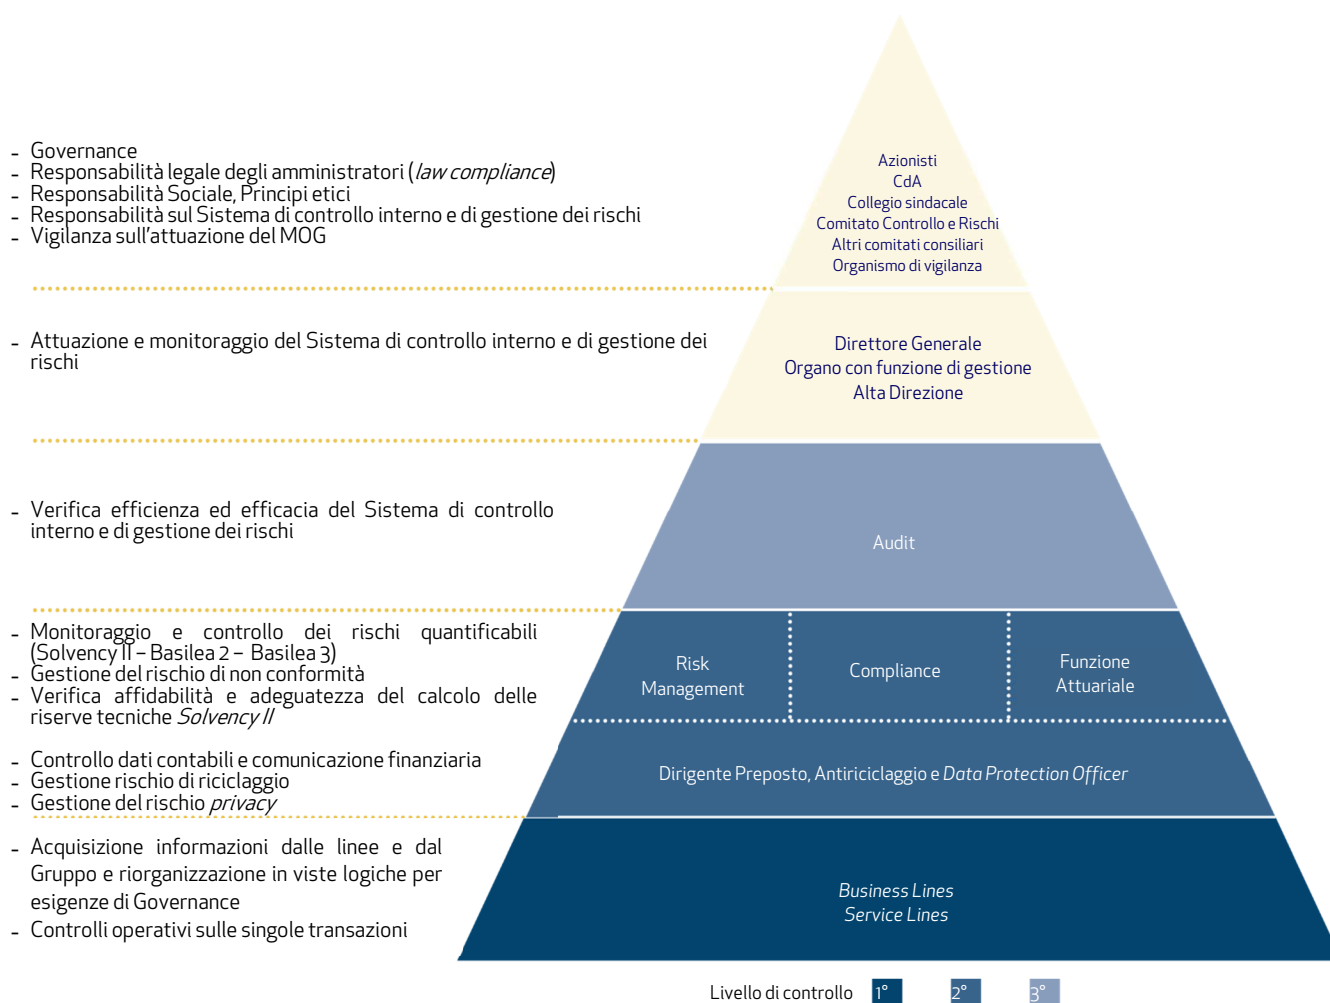 - Governance
- Responsabilità legale degli amministratori (law compliance)
- Responsabilità Sociale, Principi etici
- Responsabilità sul Sistema di controllo interno e di gestione dei rischi
- Vigilanza sull'attuazione del MOG
Azionisti
CdA
Collegio sindacale
Comitato Controllo e Rischi
Altri comitati consiliari
Organismo di vigilanza
- Attuazione e monitoraggio del Sistema di controllo interno e di gestione dei
rischi
Direttore Generale
Organo con funzione di gestione
Alta Direzione
- Verifica efficienza ed efficacia del Sistema di controllo
interno e di gestione dei rischi
Audit
- Monitoraggio e controllo dei rischi quantificabili
(Solvency II – Basilea 2 – Basilea 3)
- Gestione del rischio di non conformità
- Verifica affidabilità e adeguatezza del calcolo delle
riserve tecniche Solvency II
Risk
Management
Compliance
Funzione
Attuariale
- Controllo dati contabili e comunicazione finanziaria
- Gestione rischio di riciclaggio
- Gestione del rischio privacy
Dirigente Preposto, Antiriciclaggio e Data Protection Officer
- Acquisizione informazioni dalle linee e dal
Gruppo e riorganizzazione in viste logiche per
esigenze di Governance
- Controlli operativi sulle singole transazioni
Business Lines
Service Lines
Livello di controllo 1° 2° 3°